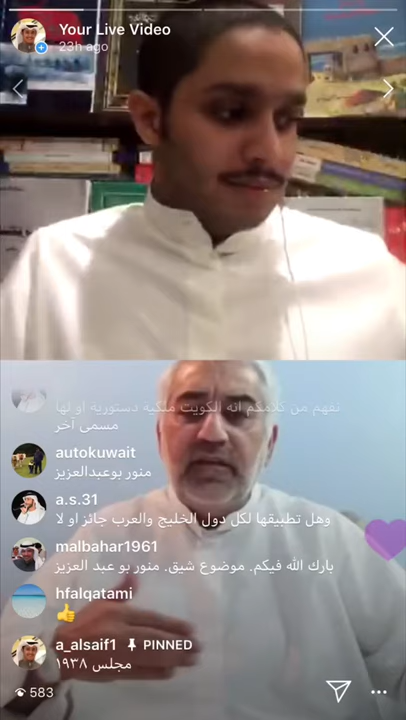 Your Live Video
23h ago
نفهم من كلامكم انه الكويت ملكيه دستورية او لها
مسمى آخر
autokuwait
منور بوعبدالعزيز
a.s.31
وهل تطبيقها لكل دول الخليج والعرب جائز او لا
malbahar1961
بارك الله فيكم. موضوع شيق. منور بو عبد العزيز
hfalqatami
👍
a_alsaif1 PINNED
مجلس ١٩٣٨
583